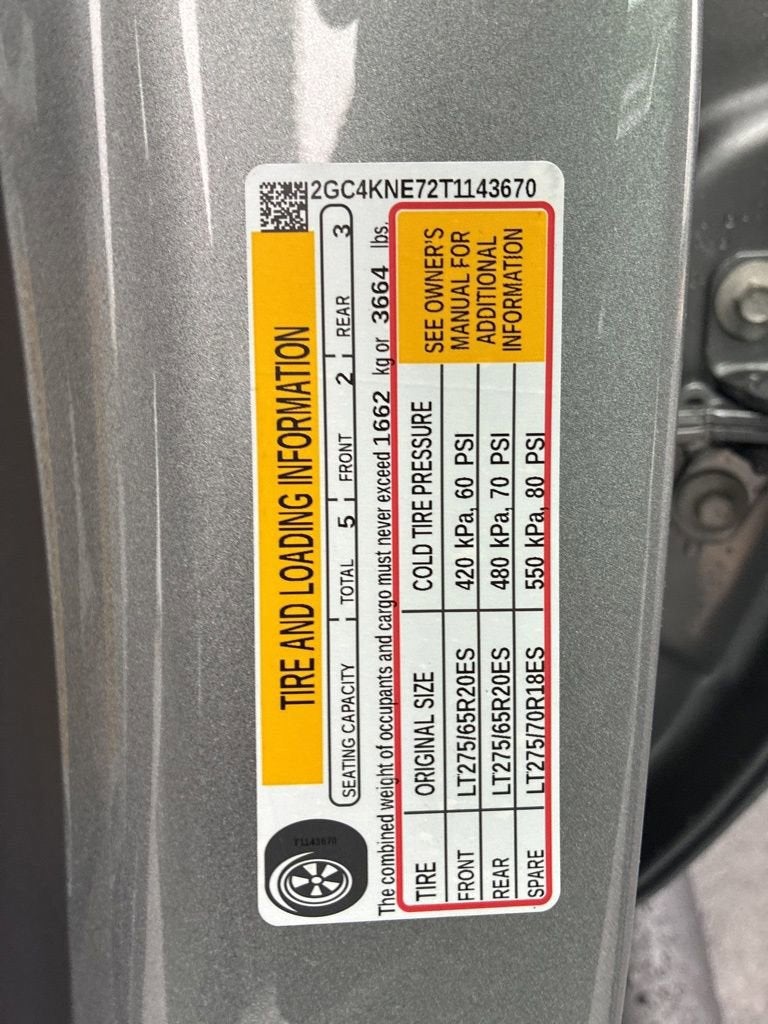 2GC4KNE72T1143670
TIRE AND LOADING INFORMATION
SEATING CAPACITY TOTAL 5 FRONT 2 REAR 3
The combined weight of occupants and cargo must never exceed 1662 kg or 3664 lbs.
TIRE ORIGINAL SIZE COLD TIRE PRESSURE
FRONT LT275/65R20ES 420 kPa, 60 PSI
REAR LT275/65R20ES 480 kPa, 70 PSI
SPARE LT275/70R18ES 550 kPa, 80 PSI
SEE OWNER'S
MANUAL FOR
ADDITIONAL
INFORMATION
T1143670